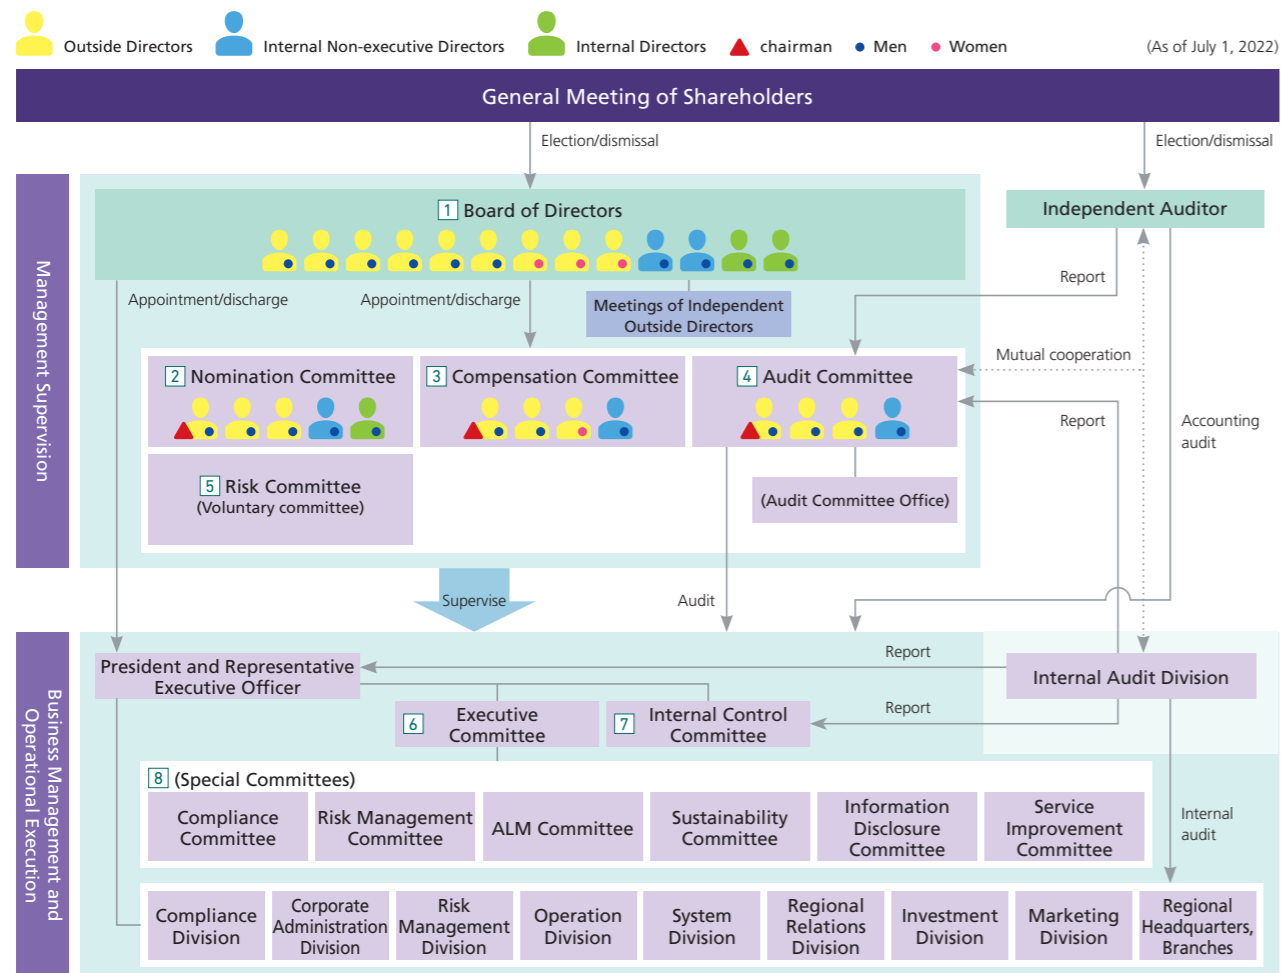 Outside Directors
Internal Non-executive Directors
Internal Directors
chairman
Men
Women
(As of July 1, 2022)
General Meeting of Shareholders
Election/dismissal
Election/dismissal
Management Supervision
1 Board of Directors
Independent Auditor
Appointment/discharge
Appointment/discharge
Meetings of Independent
Outside Directors
Report
Mutual cooperation
2 Nomination Committee
3 Compensation Committee
4 Audit Committee
Report
Accounting
audit
5 Risk Committee
(Voluntary committee)
(Audit Committee Office)
Supervise
Audit
Business Management and
Operational Execution
President and Representative
Executive Officer
Report
Internal Audit Division
6 Executive
Committee
7 Internal Control
Committee
Report
8 (Special Committees)
Compliance
Committee
Risk Management
Committee
ALM Committee
Sustainability
Committee
Information
Disclosure
Committee
Service
Improvement
Committee
Internal
audit
Compliance
Division
Corporate
Administration
Division
Risk
Management
Division
Operation
Division
System
Division
Regional
Relations
Division
Investment
Division
Marketing
Division
Regional
Headquarters,
Branches